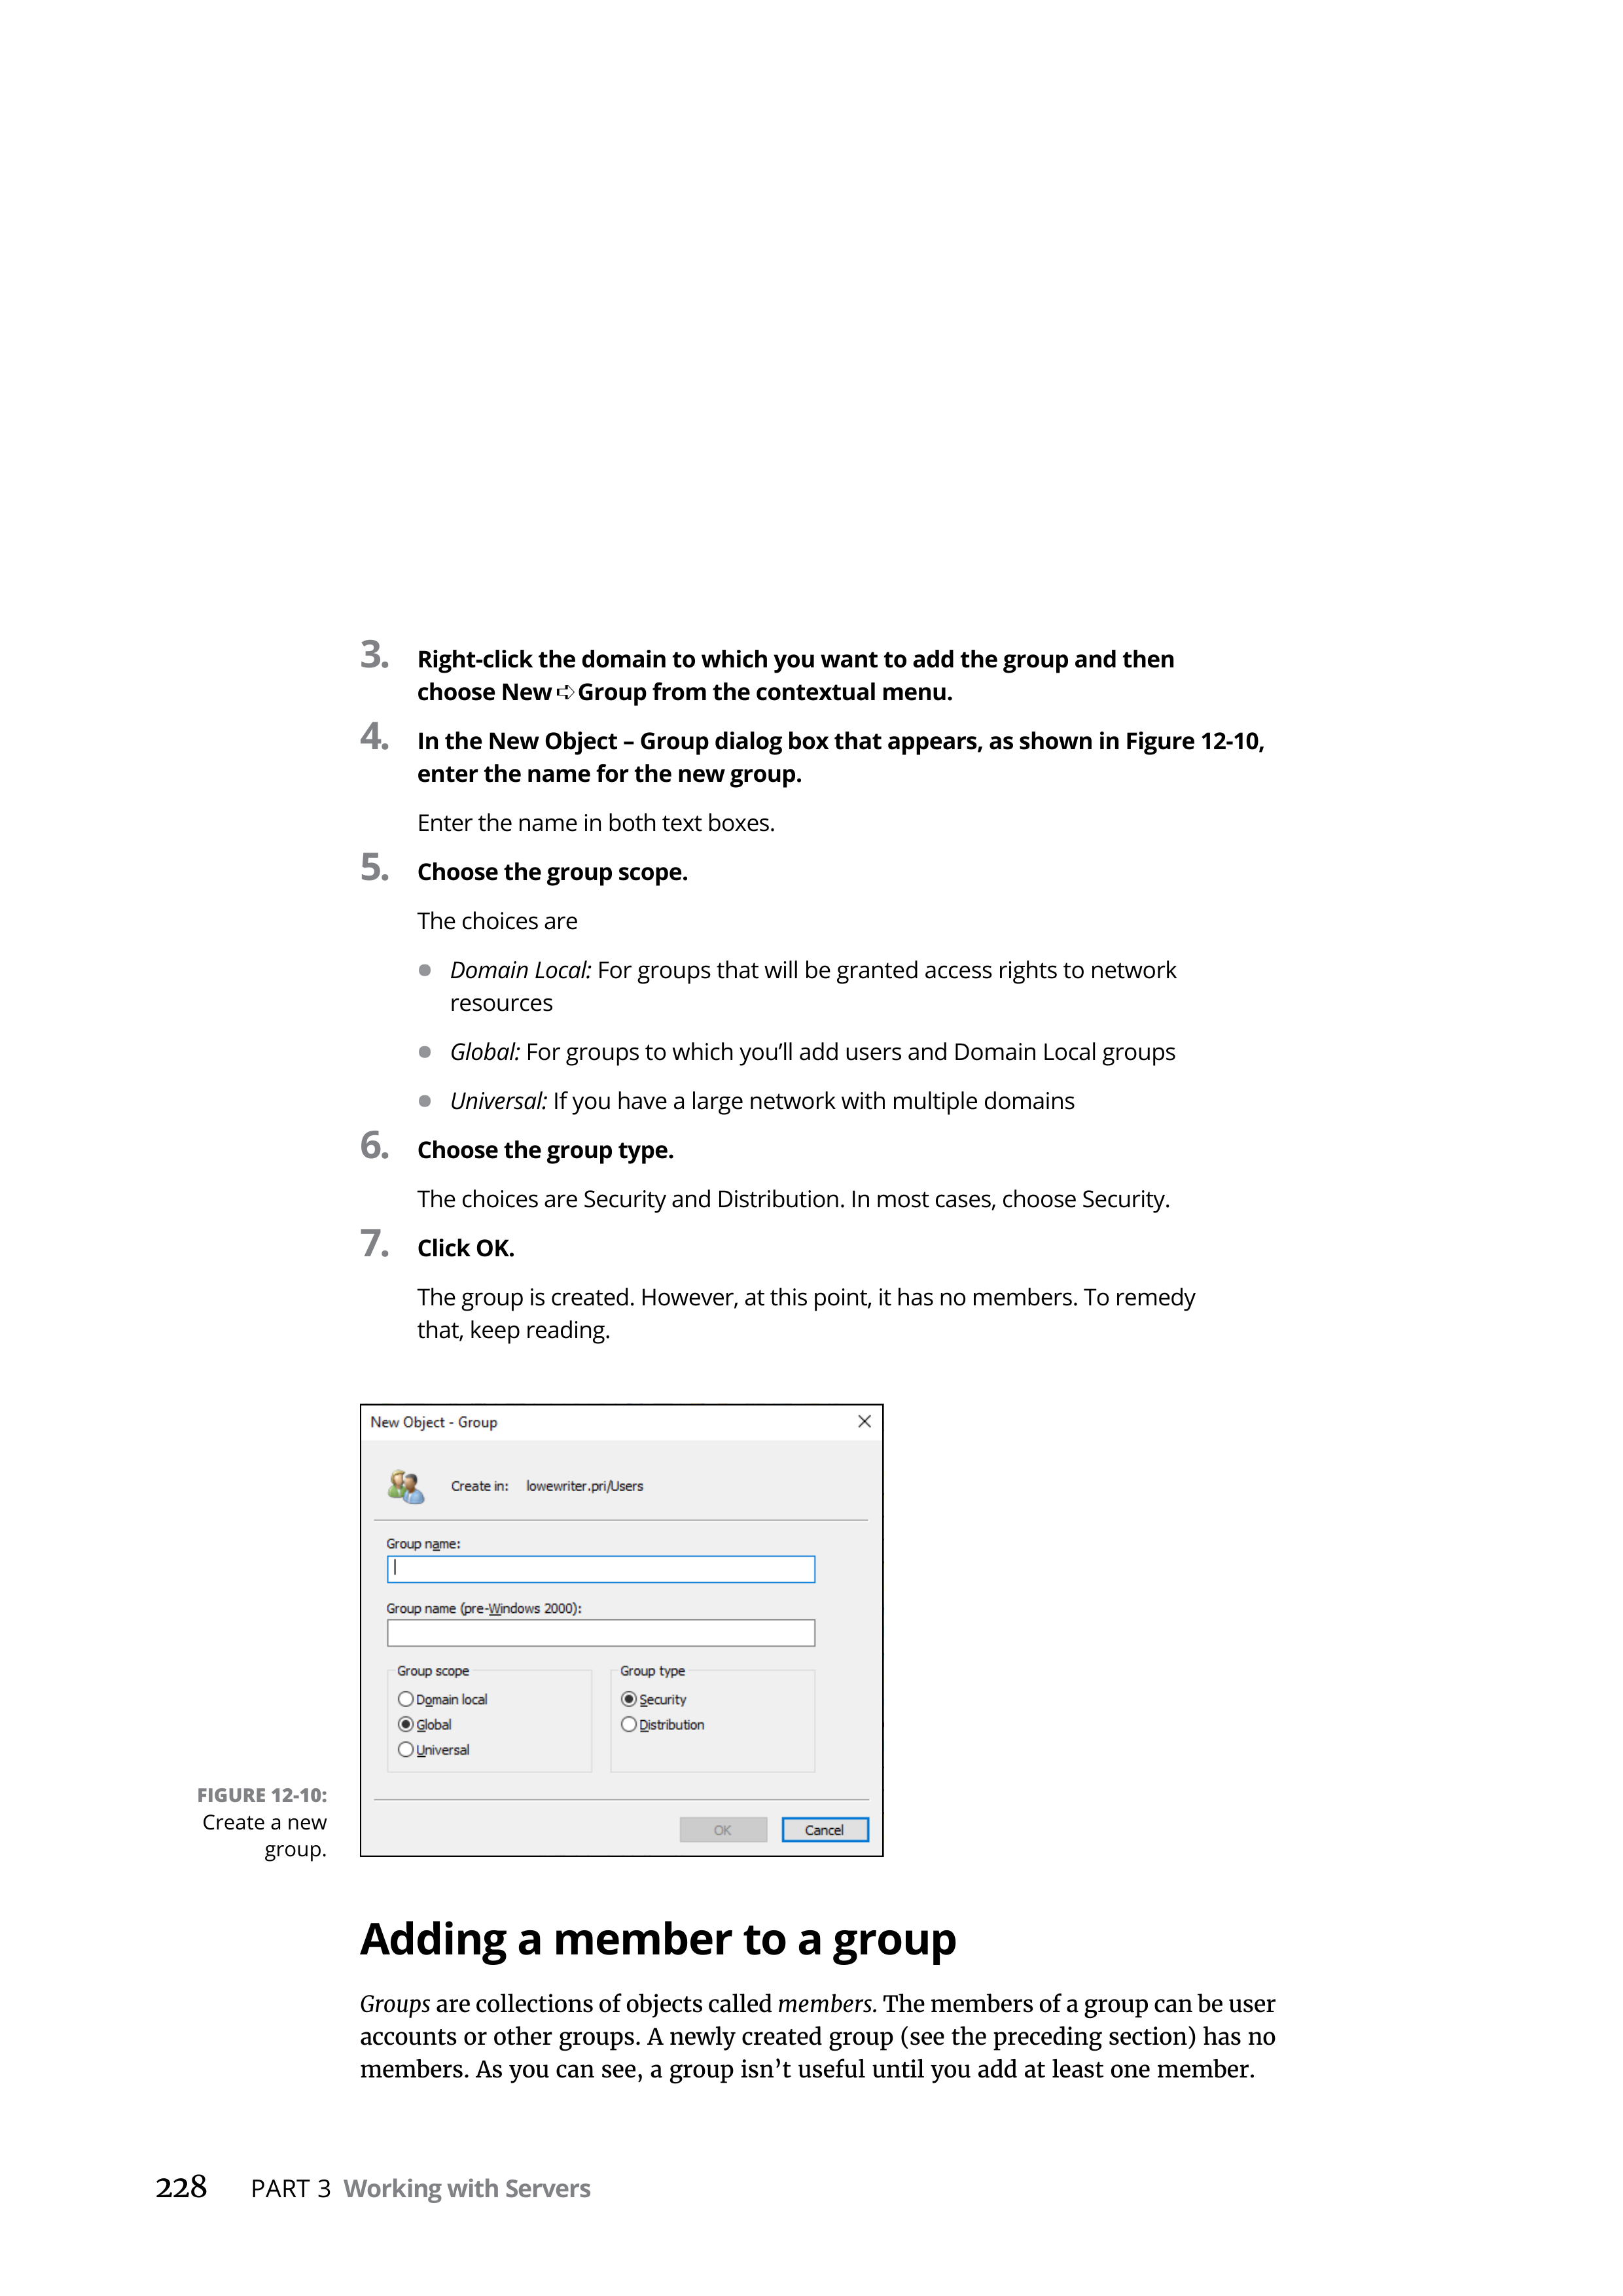 3. Right-click the domain to which you want to add the group and then
choose New ➪ Group from the contextual menu.
4. In the New Object – Group dialog box that appears, as shown in Figure 12-10,
enter the name for the new group.
Enter the name in both text boxes.
5. Choose the group scope.
The choices are
• Domain Local: For groups that will be granted access rights to network
resources
• Global: For groups to which you’ll add users and Domain Local groups
• Universal: If you have a large network with multiple domains
6. Choose the group type.
The choices are Security and Distribution. In most cases, choose Security.
7. Click OK.
The group is created. However, at this point, it has no members. To remedy
that, keep reading.
New Object - Group
Create in: lowewriter.pri/Users
Group name:
Group name (pre-Windows 2000):
Group scope
Domain local
Global
Universal
Group type
Security
Distribution
OK Cancel
FIGURE 12-10:
Create a new
group.
Adding a member to a group
Groups are collections of objects called members. The members of a group can be user
accounts or other groups. A newly created group (see the preceding section) has no
members. As you can see, a group isn’t useful until you add at least one member.
228 PART 3 Working with Servers